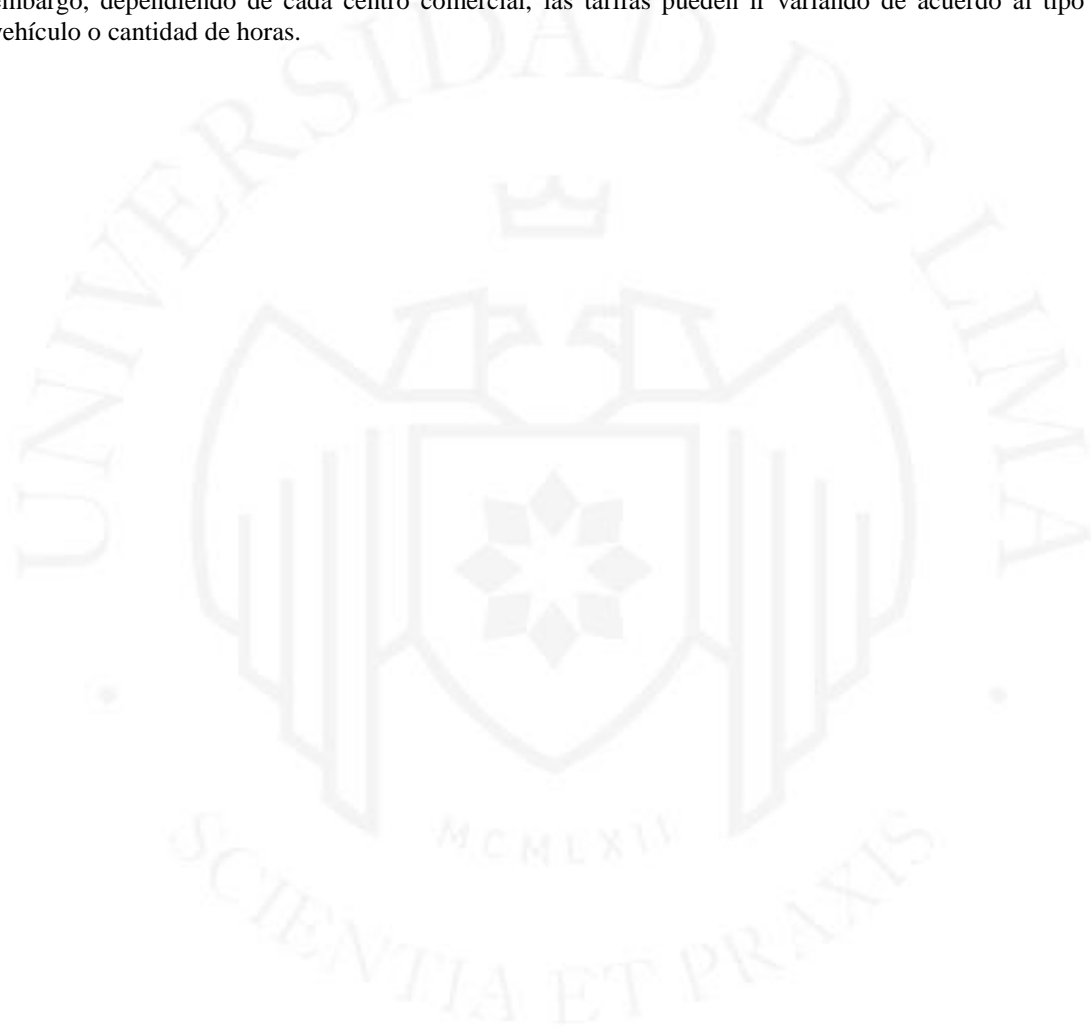 embargo, dependiendo de cada centro comercial, las tarifas pueden ir variando de acuerdo al tipo
vehículo o cantidad de horas.
UNIVERSIDAD DE LIMA
MCMLXII
SCIENTIA ET PRAXIS